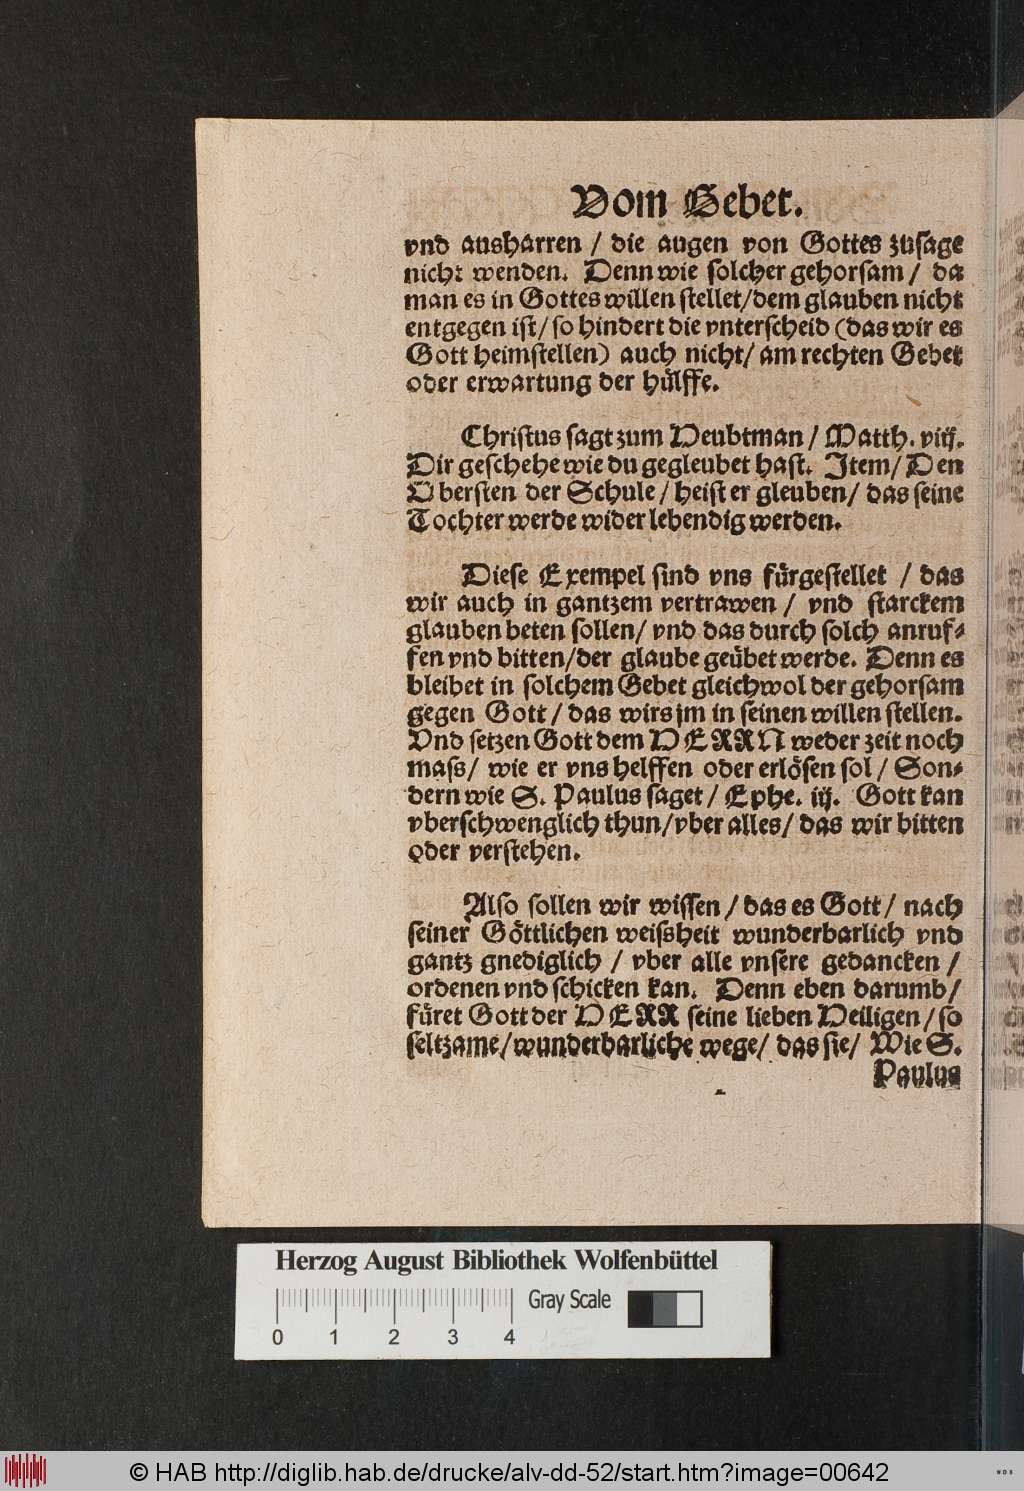 Vom Gebet.
vnd ausharren / die augen von Gottes zusage
nicht wenden. Denn wie solcher gehorsam / da
man es in Gottes willen stellet/dem glauben nicht
entgegen ist/ so hindert die vnterscheid (das wir es
Gott heimstellen) auch nicht/ am rechten Gebet
oder erwartung der hülffe.
Christus sagt zum Heubtman / Matth. viij.
Dir geschehe wie du gegleubet hast. Item/ Den
Obersten der Schule / heist er gleuben/ das seine
Tochter werde wider lebendig werden.
Diese Exempel sind vns fürgestellet / das
wir auch in gantzem vertrawen / vnd starckem
glauben beten sollen/ vnd das durch solch anruf-
fen vnd bitten/der glaube geübet werde. Denn es
bleibet in solchem Gebet gleichwol der gehorsam
gegen Gott / das wirs jm in seinen willen stellen.
Vnd setzen Gott dem HERRN weder zeit noch
mass/ wie er vns helffen oder erlösen sol / Son-
dern wie S. Paulus saget / Ephe. iij. Gott kan
vberschwenglich thun/vber alles/ das wir bitten
oder verstehen.
Also sollen wir wissen / das es Gott / nach
seiner Göttlichen weissheit wunderbarlich vnd
gantz gnediglich / vber alle vnsere gedancken /
ordenen vnd schicken kan. Denn eben darumb/
füret Gott der HERR seine lieben Heiligen / so
seltzame/wunderbarliche wege/ das sie/ Wie S.
Paulus
Herzog August Bibliothek Wolfenbüttel
Gray Scale
0 1 2 3 4
© HAB http://diglib.hab.de/drucke/alv-dd-52/start.htm?image=00642